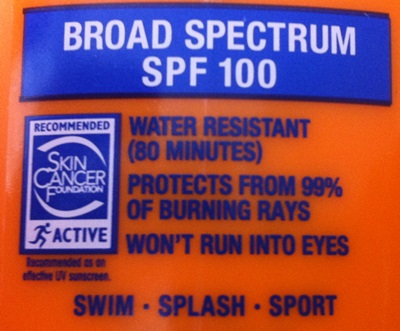 BROAD SPECTRUM
SPF 100
RECOMMENDED
SKIN
CANCER
FOUNDATION
ACTIVE
Recommended as an
effective UV sunscreen.
WATER RESISTANT
(80 MINUTES)
PROTECTS FROM 99%
OF BURNING RAYS
WON'T RUN INTO EYES
SWIM · SPLASH · SPORT